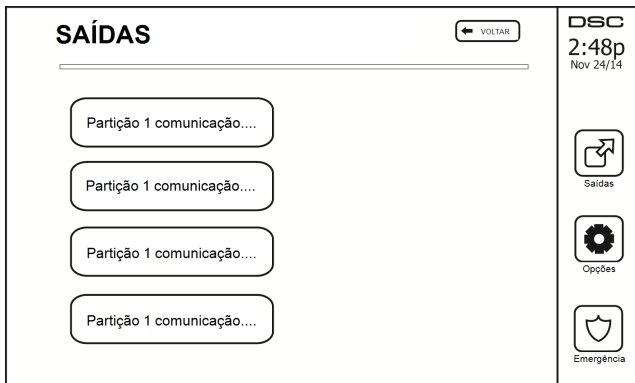 SAÍDAS
VOLTAR
Partição 1 comunicação....
Partição 1 comunicação....
Partição 1 comunicação....
Partição 1 comunicação....
DSC
2:48p
Nov 24/14
Saídas
Opções
Emergência